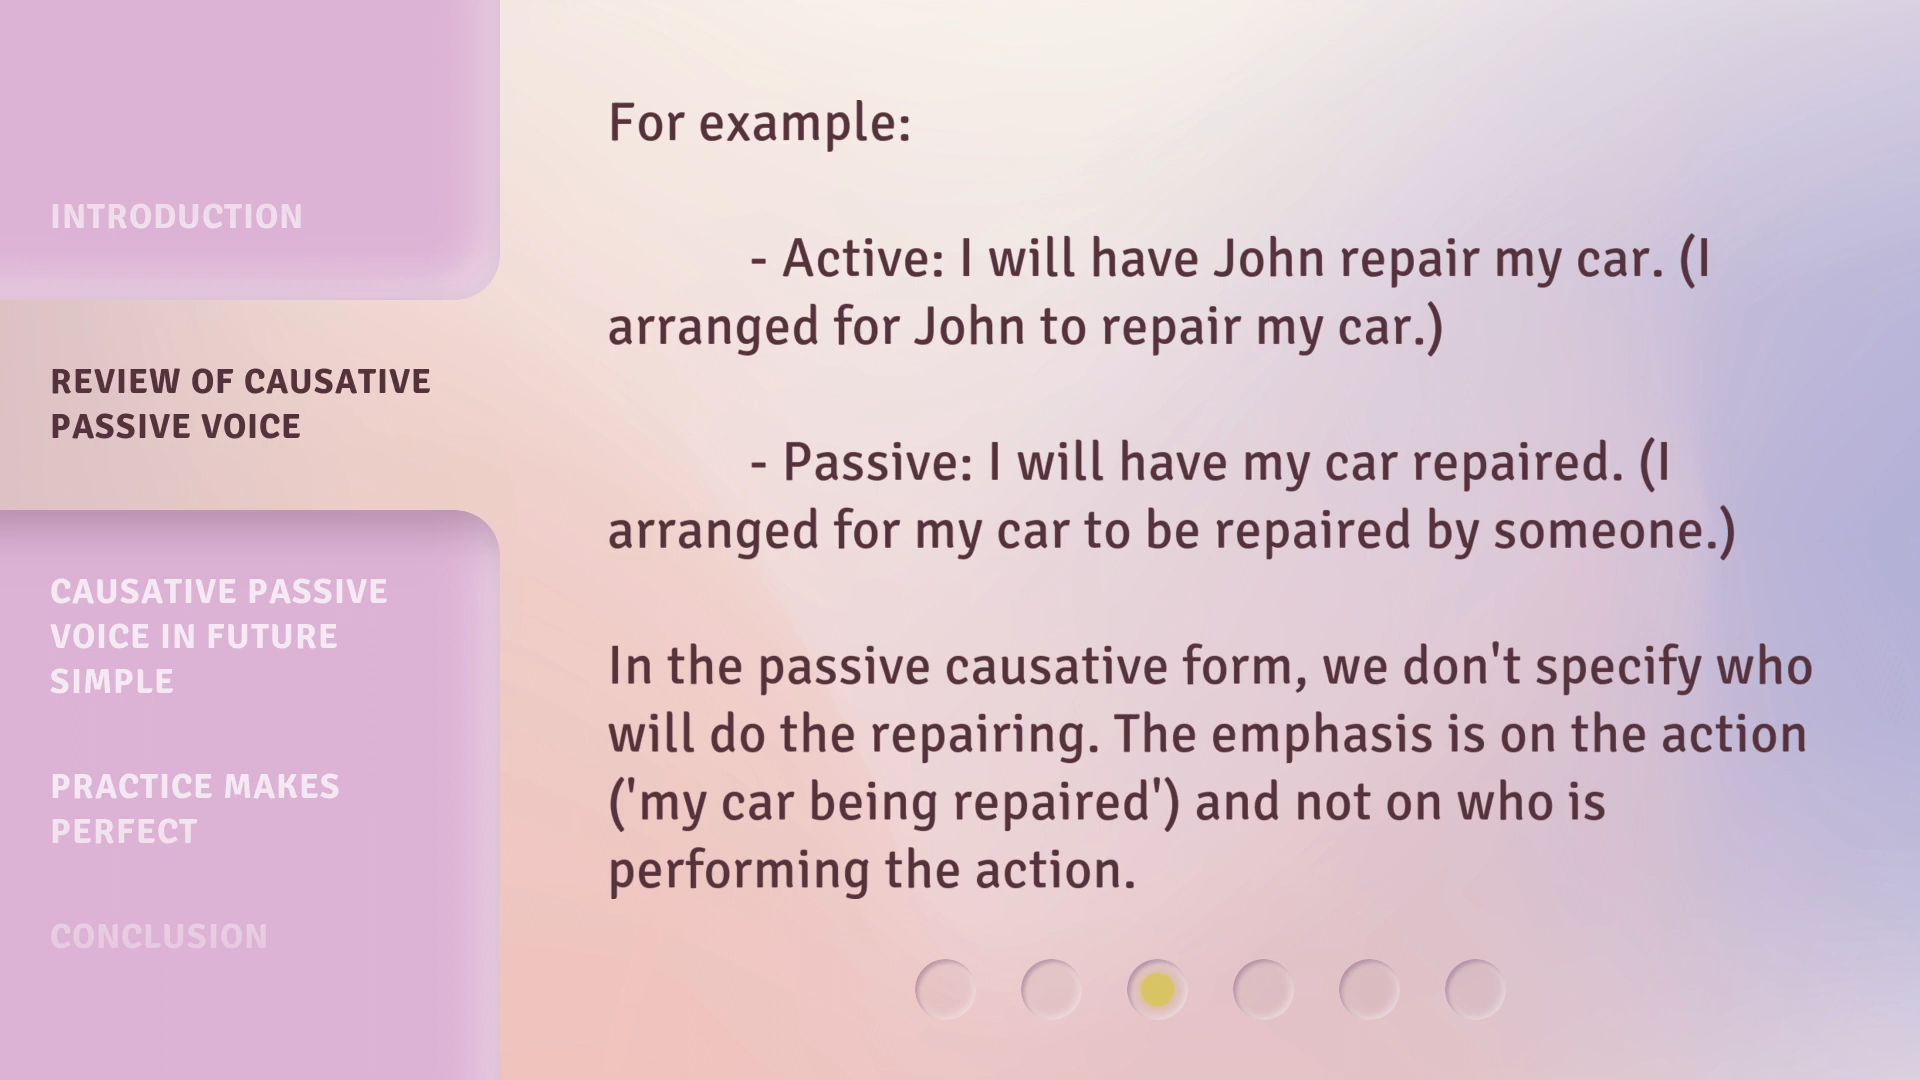 INTRODUCTION
REVIEW OF CAUSATIVE
PASSIVE VOICE
CAUSATIVE PASSIVE
VOICE IN FUTURE
SIMPLE
PRACTICE MAKES
PERFECT
CONCLUSION
For example:
- Active: I will have John repair my car. (I
arranged for John to repair my car.)
- Passive: I will have my car repaired. (I
arranged for my car to be repaired by someone.)
In the passive causative form, we don't specify who
will do the repairing. The emphasis is on the action
('my car being repaired') and not on who is
performing the action.